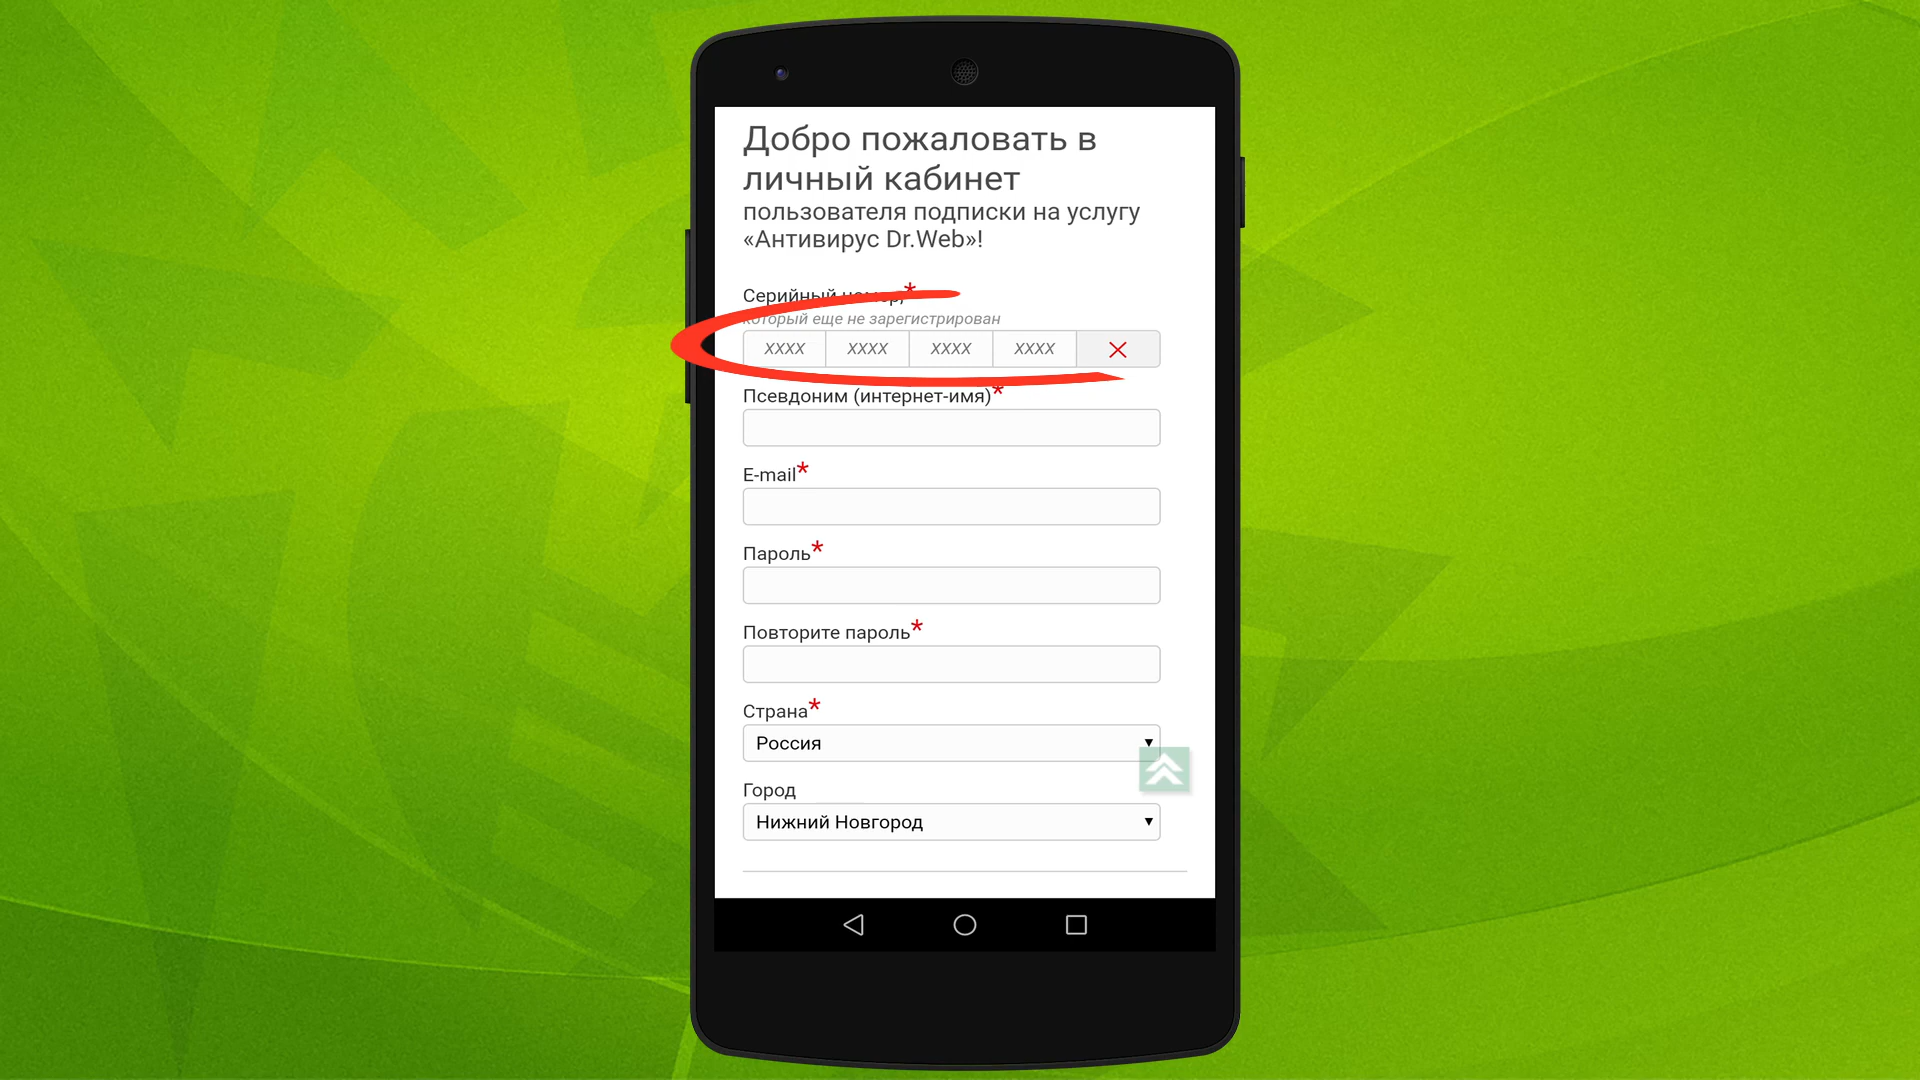 Добро пожаловать в
личный кабинет
пользователя подписки на услугу
«Антивирус Dr.Web»!
Серийный номер,*
который еще не зарегистрирован
XXXX XXXX XXXX XXXX
Псевдоним (интернет-имя)*
E-mail*
Пароль*
Повторите пароль*
Страна*
Россия
Город
Нижний Новгород